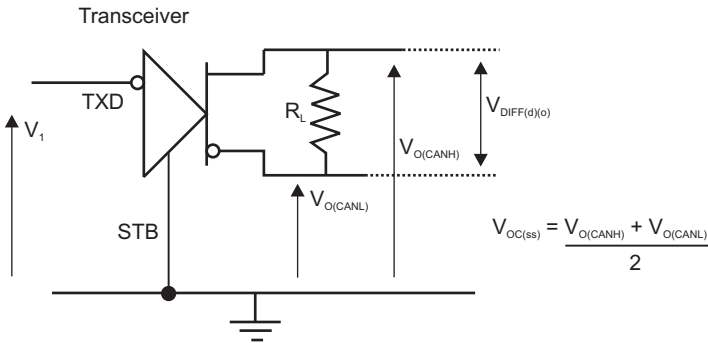 Transceiver
TXD
V1
RL
VDIFF(d)(o)
VO(CANH)
VO(CANL)
STB
VOC(ss) = VO(CANH) + VO(CANL)
2